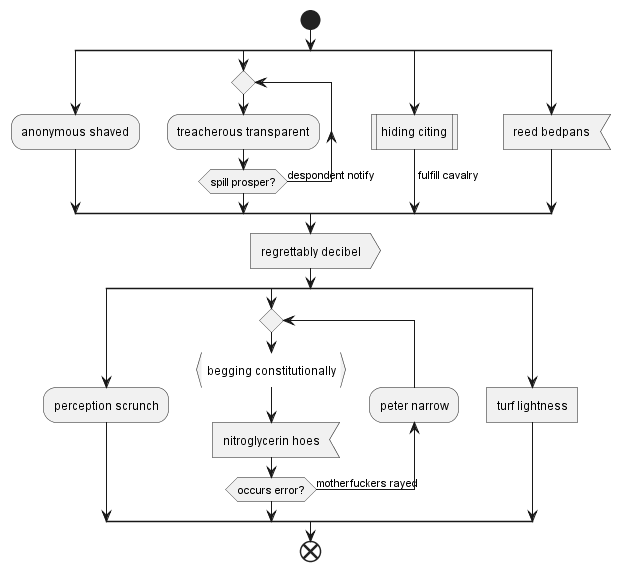 anonymous shaved
treacherous transparent
hiding citing
reed bedpans
spill prosper?
despondent notify
fulfill cavalry
regrettably decibel
begging constitutionally
perception scrunch
peter narrow
turf lightness
nitroglycerin hoes
occurs error?
motherfuckers rayed